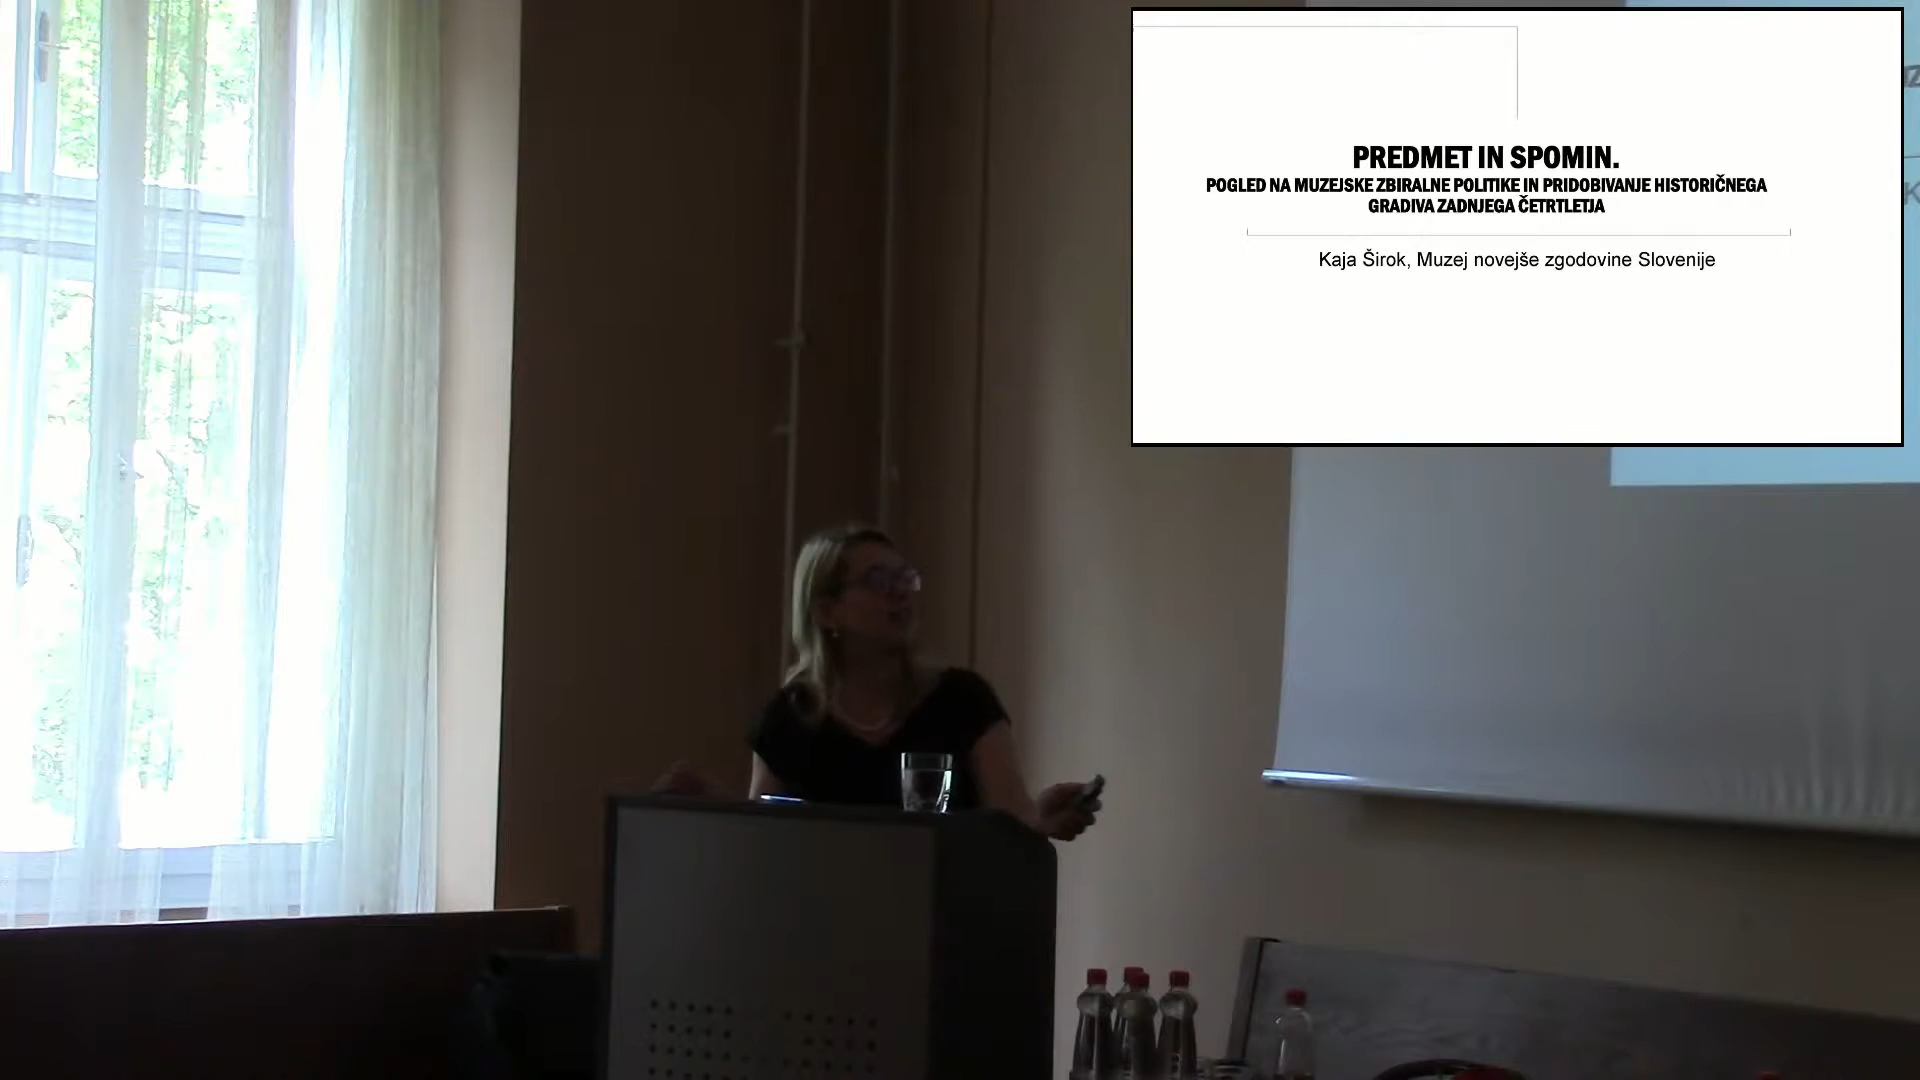 PREDMET IN SPOMIN.
POGLED NA MUZEJSKE ZBIRALNE POLITIKE IN PRIDOBIVANJE HISTORIČNEGA
GRADIVA ZADNJEGA ČETRTLETJA
Kaja Širok, Muzej novejše zgodovine Slovenije